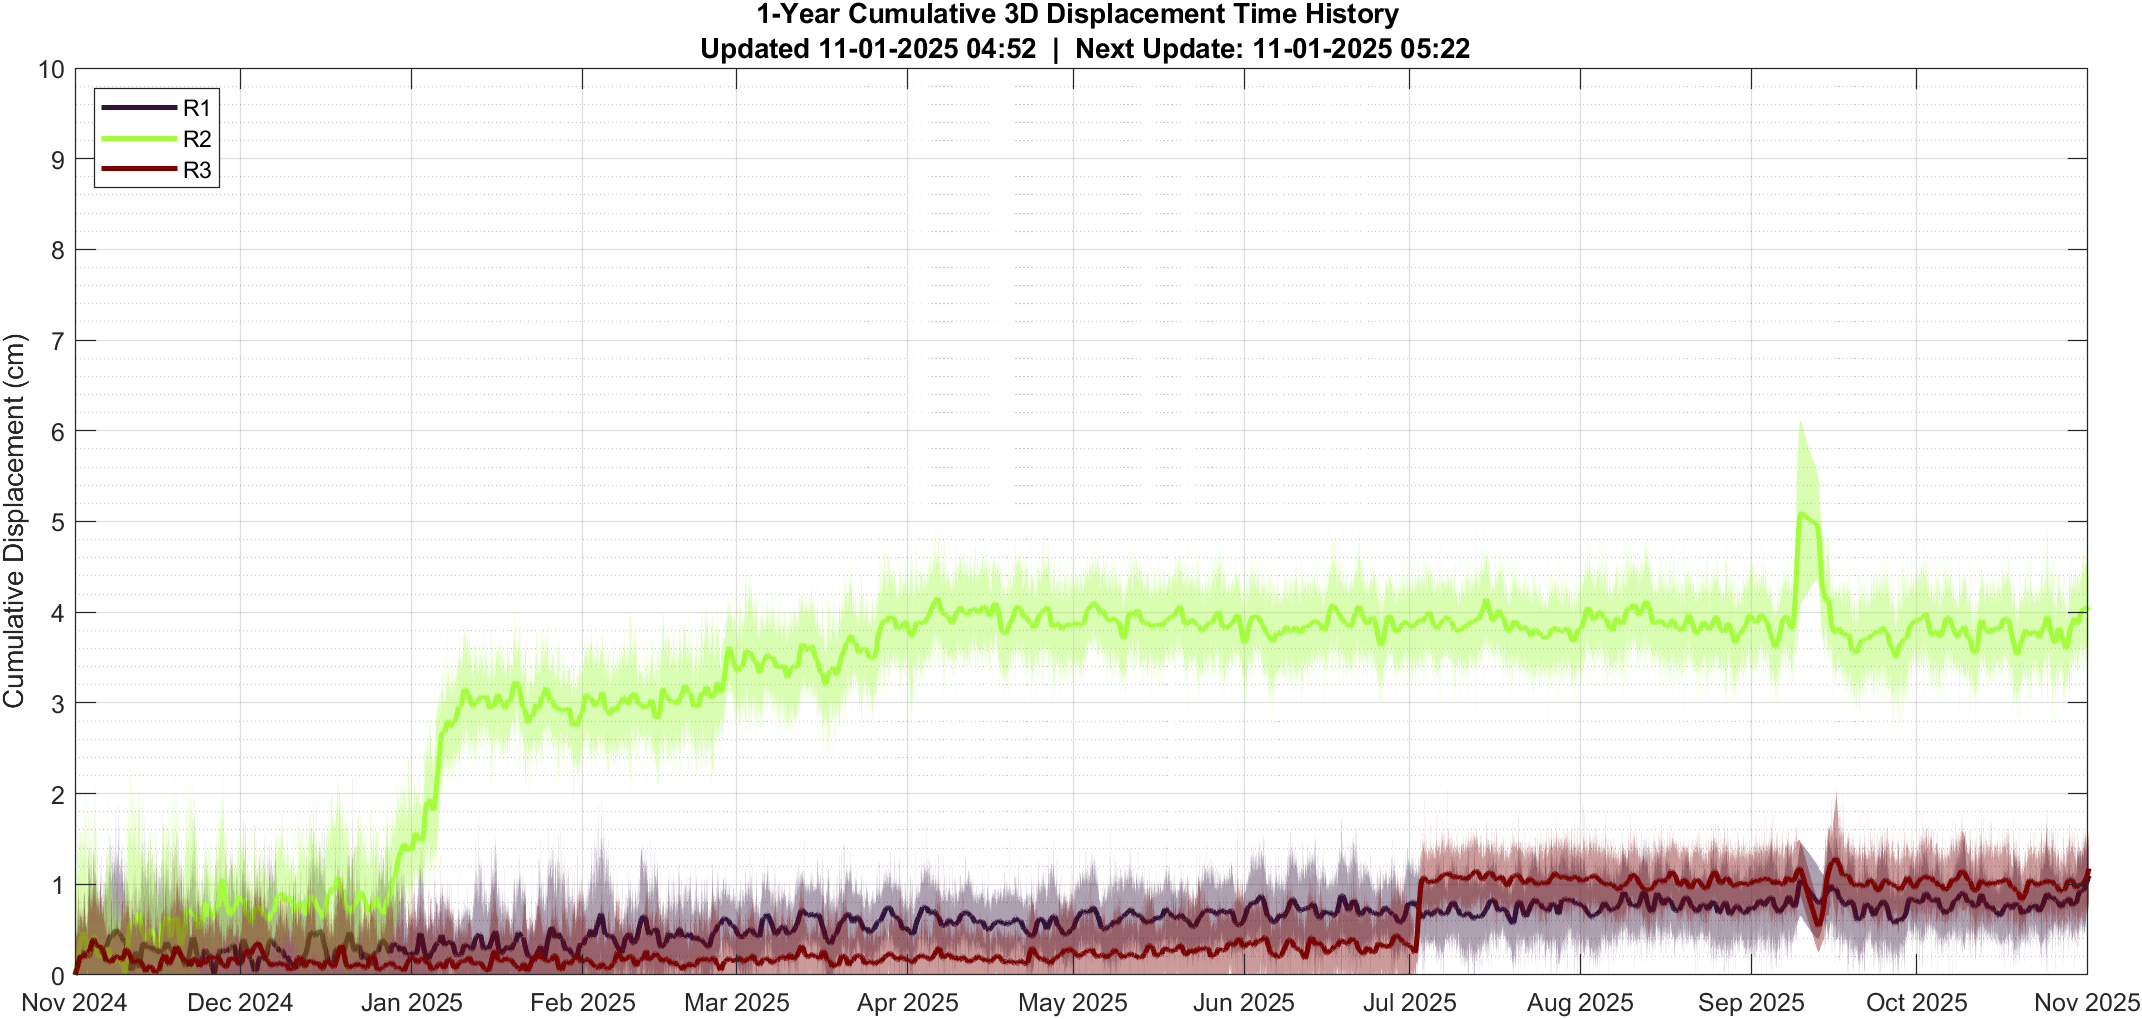 1-Year Cumulative 3D Displacement Time History
Updated 11-01-2025 04:52 | Next Update: 11-01-2025 05:22
Cumulative Displacement (cm)
10
9
8
7
6
5
4
3
2
1
0
R1
R2
R3
Nov 2024 Dec 2024 Jan 2025 Feb 2025 Mar 2025 Apr 2025 May 2025 Jun 2025 Jul 2025 Aug 2025 Sep 2025 Oct 2025 Nov 2025